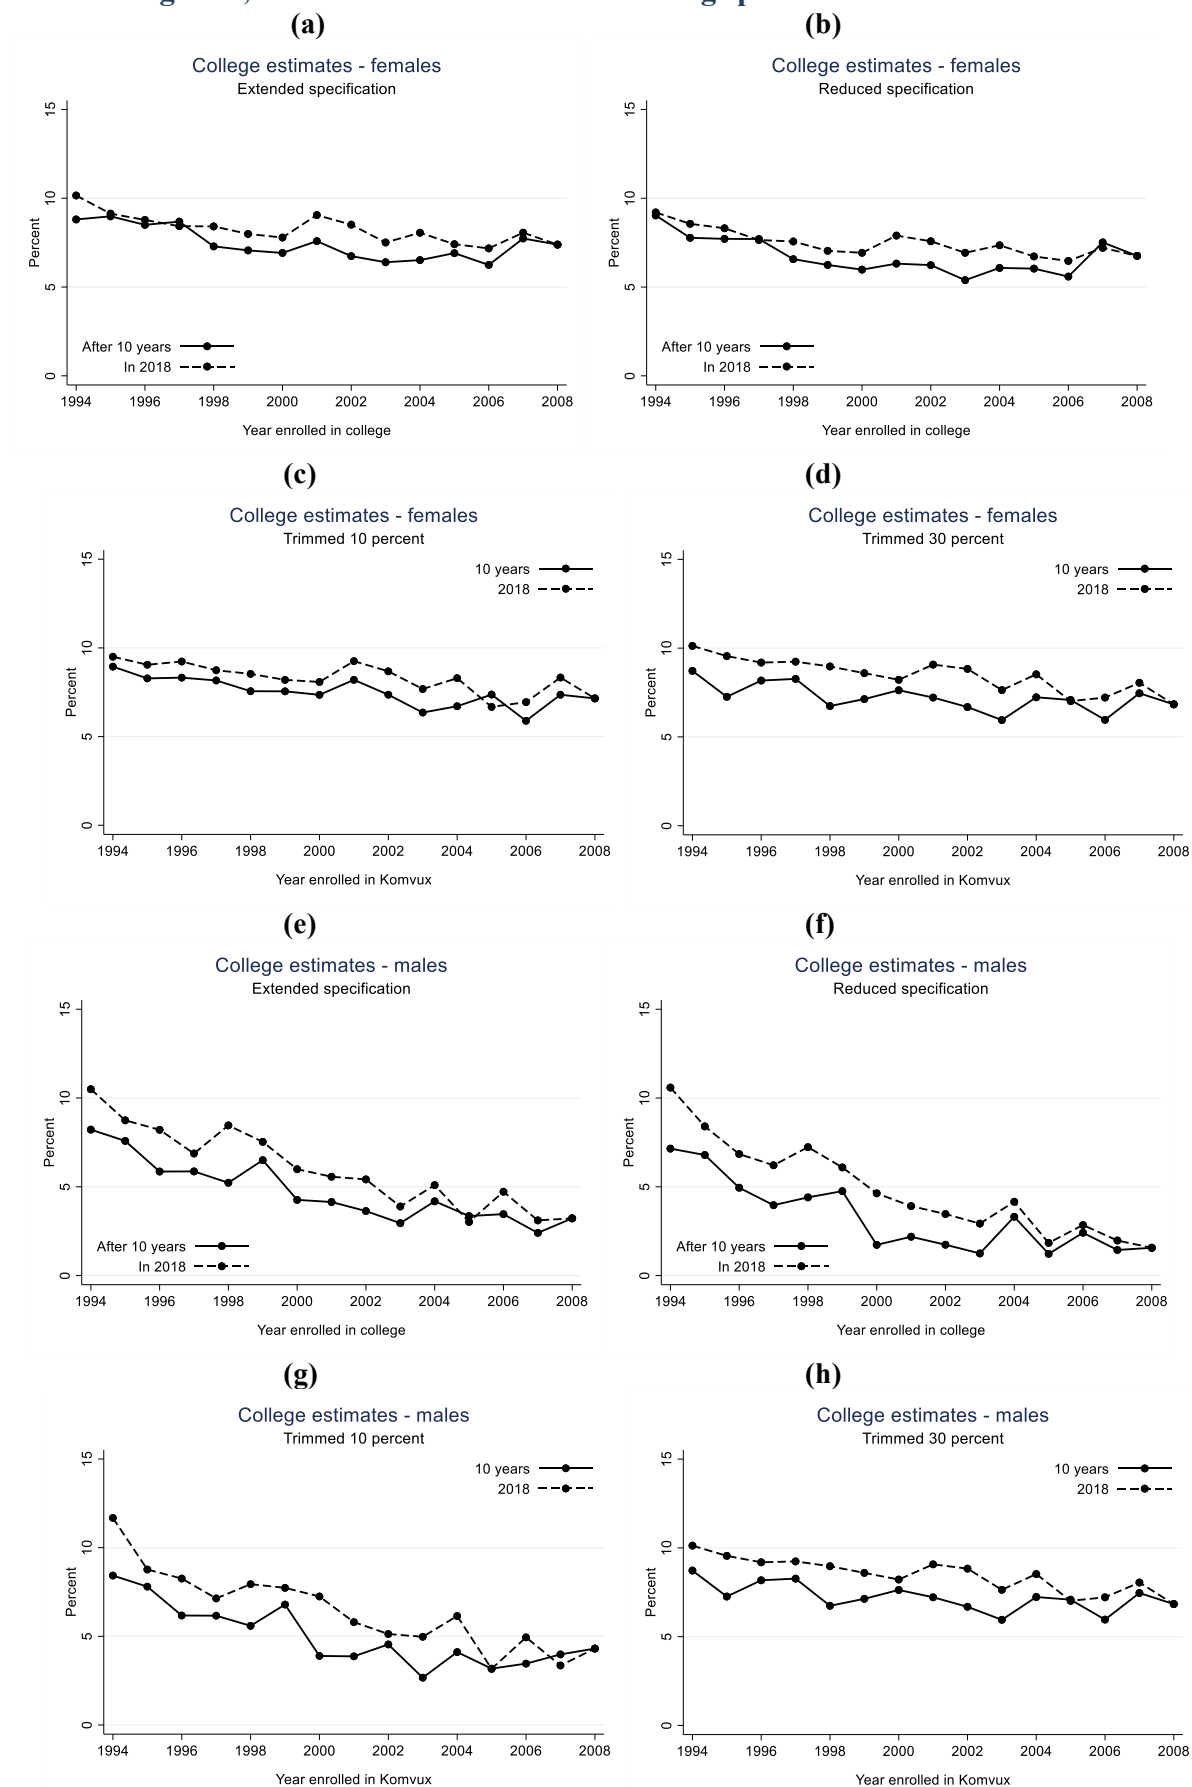 (a)
College estimates - females
Extended specification
15
10
5
0
Percent
After 10 years
In 2018
1994 1996 1998 2000 2002 2004 2006 2008
Year enrolled in college
(b)
College estimates - females
Reduced specification
15
10
5
0
Percent
After 10 years
In 2018
1994 1996 1998 2000 2002 2004 2006 2008
Year enrolled in college
(c)
College estimates - females
Trimmed 10 percent
15
10
5
0
Percent
10 years
2018
1994 1996 1998 2000 2002 2004 2006 2008
Year enrolled in Komvux
(d)
College estimates - females
Trimmed 30 percent
15
10
5
0
Percent
10 years
2018
1994 1996 1998 2000 2002 2004 2006 2008
Year enrolled in Komvux
(e)
College estimates - males
Extended specification
15
10
5
0
Percent
After 10 years
In 2018
1994 1996 1998 2000 2002 2004 2006 2008
Year enrolled in college
(f)
College estimates - males
Reduced specification
15
10
5
0
Percent
After 10 years
In 2018
1994 1996 1998 2000 2002 2004 2006 2008
Year enrolled in college
(g)
College estimates - males
Trimmed 10 percent
15
10
5
0
Percent
10 years
2018
1994 1996 1998 2000 2002 2004 2006 2008
Year enrolled in Komvux
(h)
College estimates - males
Trimmed 30 percent
15
10
5
0
Percent
10 years
2018
1994 1996 1998 2000 2002 2004 2006 2008
Year enrolled in Komvux